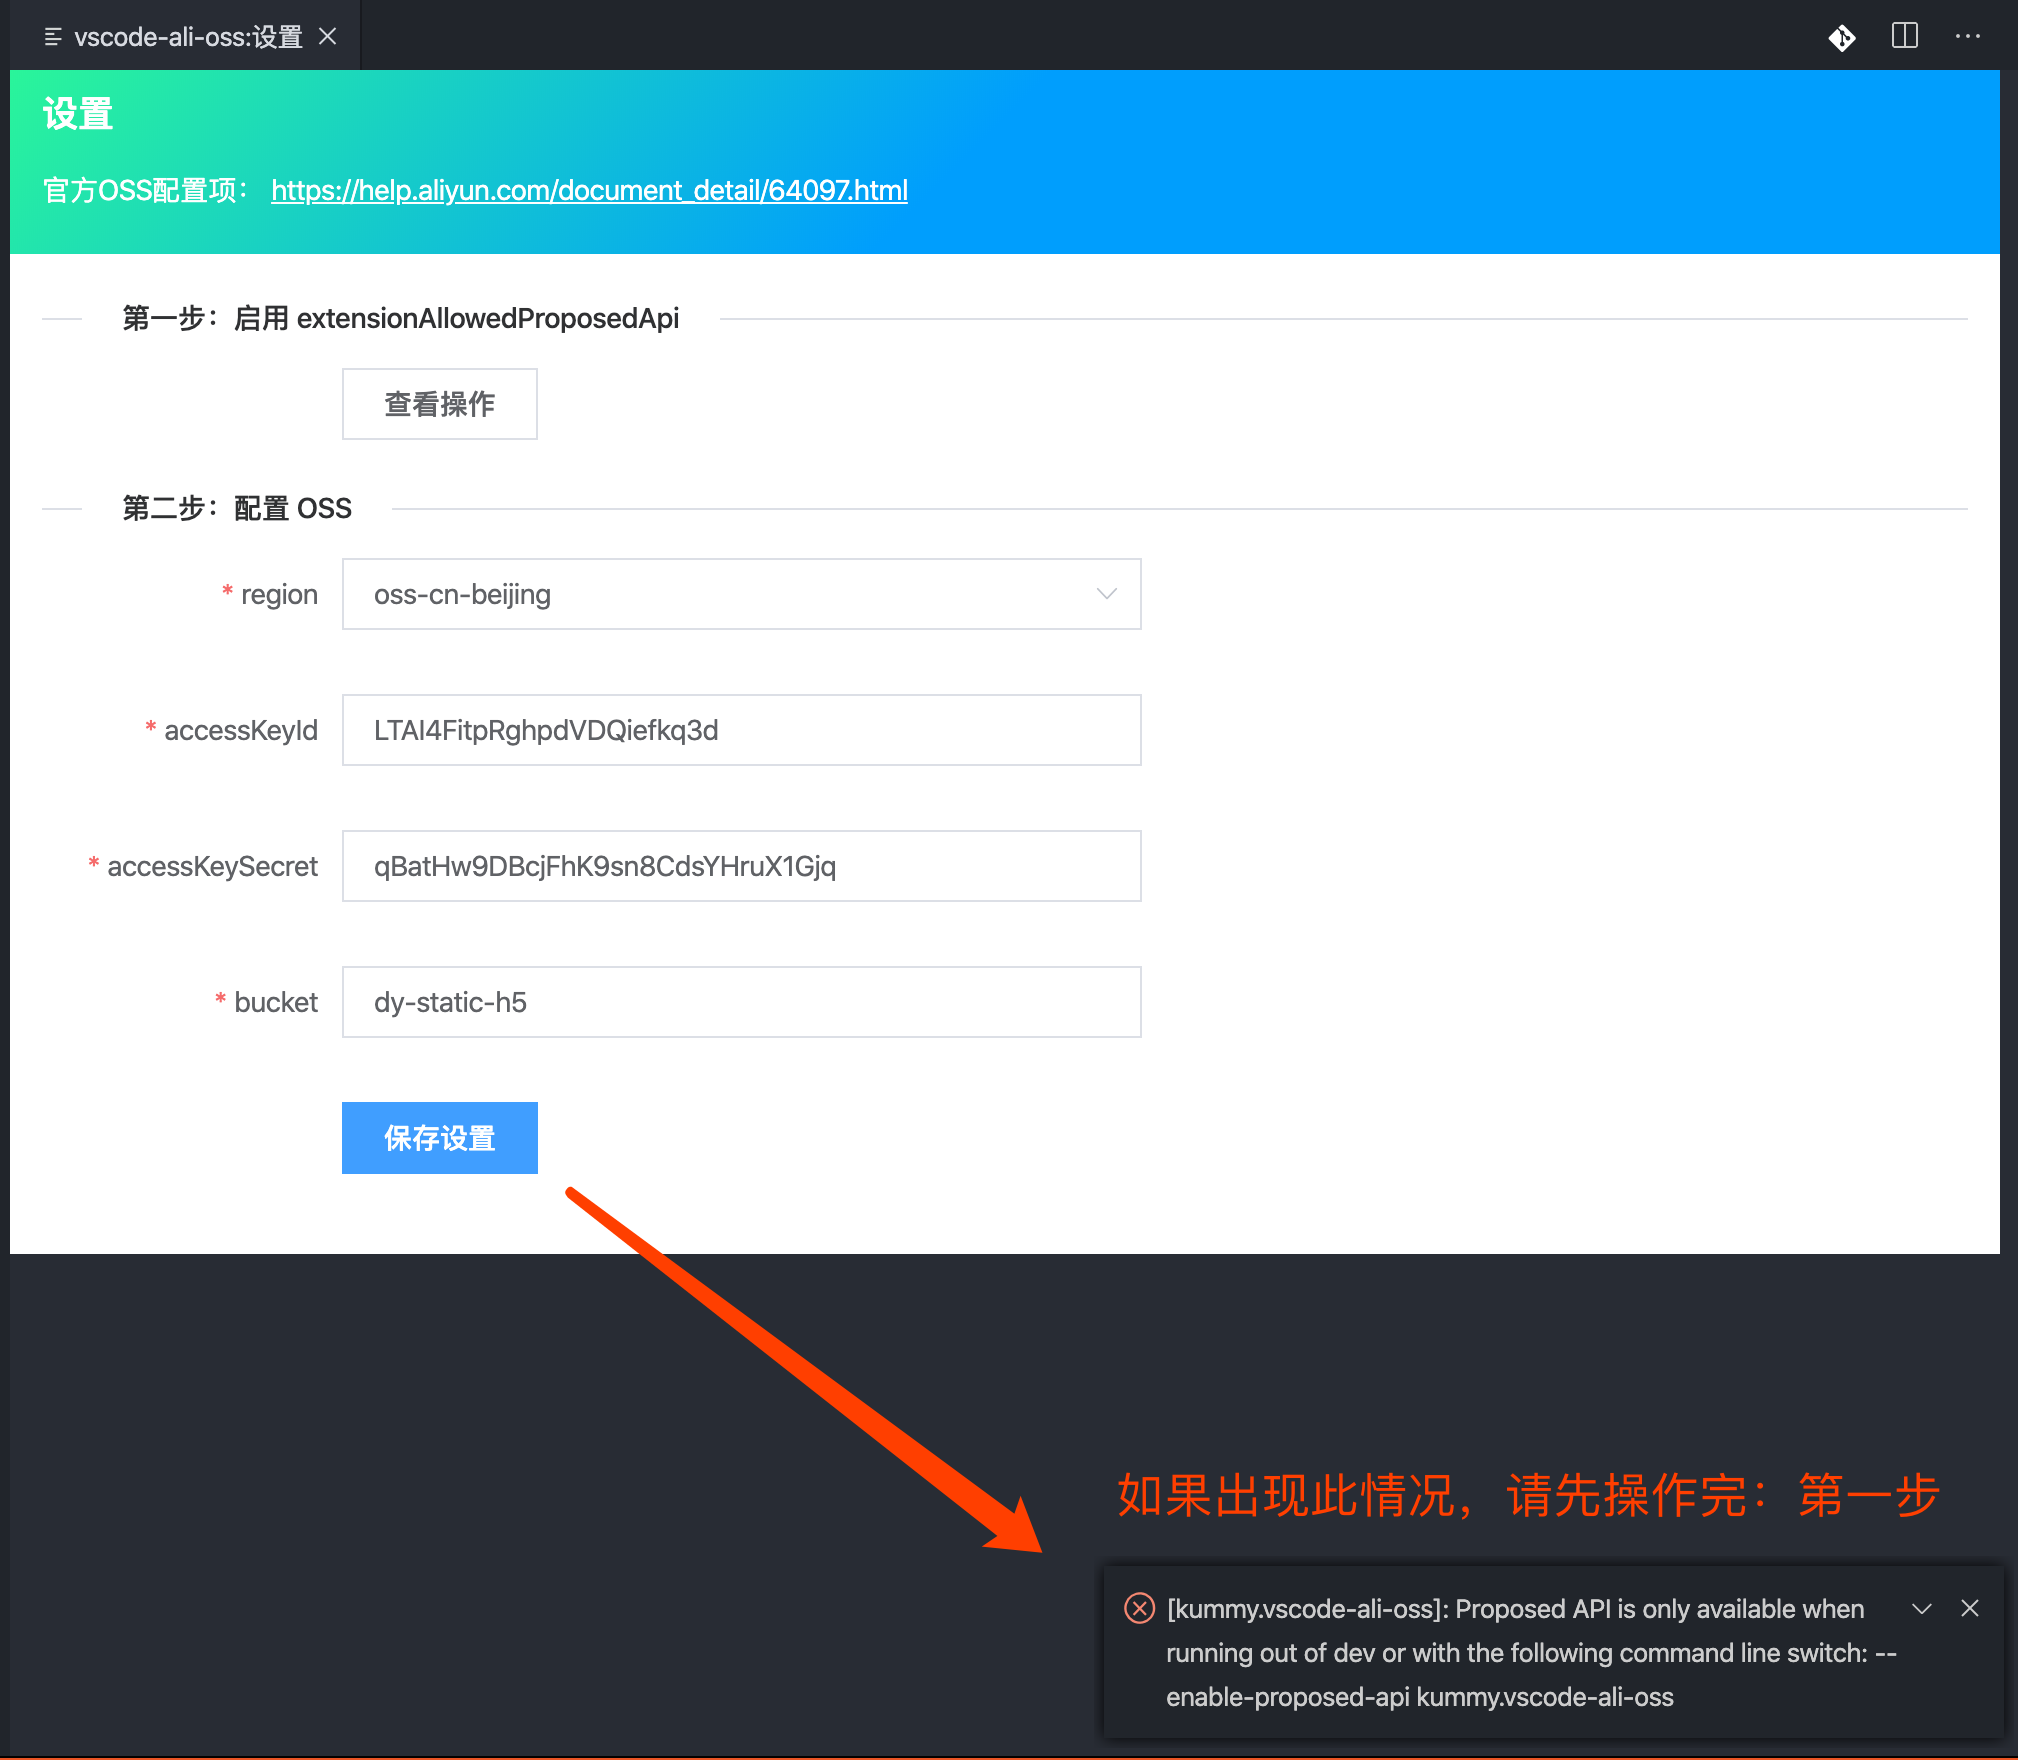 vscode-ali-oss:设置
设置
官方OSS配置项： https://help.aliyun.com/document_detail/64097.html
第一步：启用 extensionAllowedProposedApi
查看操作
第二步：配置 OSS
* region oss-cn-beijing
* accessKeyId LTAI4FitpRghpdVDQiefkq3d
* accessKeySecret qBatHw9DBcjFhK9sn8CdsYHruX1Gjq
* bucket dy-static-h5
保存设置
如果出现此情况，请先操作完：第一步
[kummy.vscode-ali-oss]: Proposed API is only available when
running out of dev or with the following command line switch: --
enable-proposed-api kummy.vscode-ali-oss